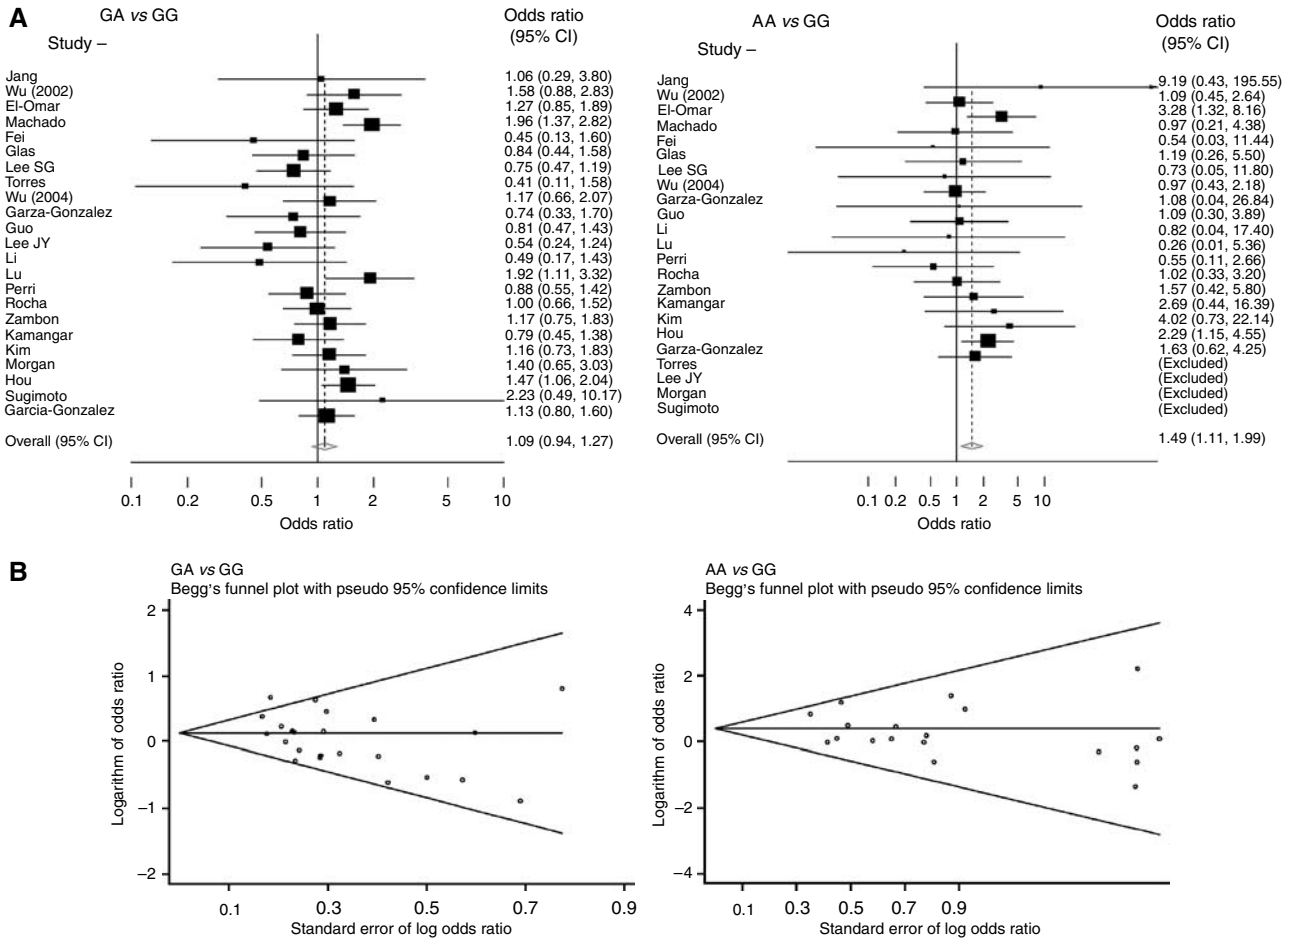 A
GA vs GG
Odds ratio
(95% CI)
Study –
Jang 1.06 (0.29, 3.80)
Wu (2002) 1.58 (0.88, 2.83)
El-Omar 1.27 (0.85, 1.89)
Machado 1.96 (1.37, 2.82)
Fei 0.45 (0.13, 1.60)
Glas 0.84 (0.44, 1.58)
Lee SG 0.75 (0.47, 1.19)
Torres 0.41 (0.11, 1.58)
Wu (2004) 1.17 (0.66, 2.07)
Garza-Gonzalez 0.74 (0.33, 1.70)
Guo 0.81 (0.47, 1.43)
Lee JY 0.54 (0.24, 1.24)
Li 0.49 (0.17, 1.43)
Lu 1.92 (1.11, 3.32)
Perri 0.88 (0.55, 1.42)
Rocha 1.00 (0.66, 1.52)
Zambon 1.17 (0.75, 1.83)
Kamangar 0.79 (0.45, 1.38)
Kim 1.16 (0.73, 1.83)
Morgan 1.40 (0.65, 3.03)
Hou 1.47 (1.06, 2.04)
Sugimoto 2.23 (0.49, 10.17)
Garcia-Gonzalez 1.13 (0.80, 1.60)
Overall (95% CI) 1.09 (0.94, 1.27)
0.1 0.2 0.5 1 2 5 10
Odds ratio
AA vs GG
Odds ratio
(95% CI)
Study –
Jang 9.19 (0.43, 195.55)
Wu (2002) 1.09 (0.45, 2.64)
El-Omar 3.28 (1.32, 8.16)
Machado 0.97 (0.21, 4.38)
Fei 0.54 (0.03, 11.44)
Glas 1.19 (0.26, 5.50)
Lee SG 0.73 (0.05, 11.80)
Wu (2004) 0.97 (0.43, 2.18)
Garza-Gonzalez 1.08 (0.04, 26.84)
Guo 1.09 (0.30, 3.89)
Li 0.82 (0.04, 17.40)
Lu 0.26 (0.01, 5.36)
Perri 0.55 (0.11, 2.66)
Rocha 1.02 (0.33, 3.20)
Zambon 1.57 (0.42, 5.80)
Kamangar 2.69 (0.44, 16.39)
Kim 4.02 (0.73, 22.14)
Hou 2.29 (1.15, 4.55)
Garza-Gonzalez 1.63 (0.62, 4.25)
Torres (Excluded)
Lee JY (Excluded)
Morgan (Excluded)
Sugimoto (Excluded)
Overall (95% CI) 1.49 (1.11, 1.99)
0.1 0.2 0.5 1 2 5 10
Odds ratio
B
GA vs GG
Begg's funnel plot with pseudo 95% confidence limits
Logarithm of odds ratio
2
1
0
–1
–2
0.1 0.3 0.5 0.7 0.9
Standard error of log odds ratio
AA vs GG
Begg's funnel plot with pseudo 95% confidence limits
Logarithm of odds ratio
4
2
0
–2
–4
0.1 0.3 0.5 0.7 0.9
Standard error of log odds ratio